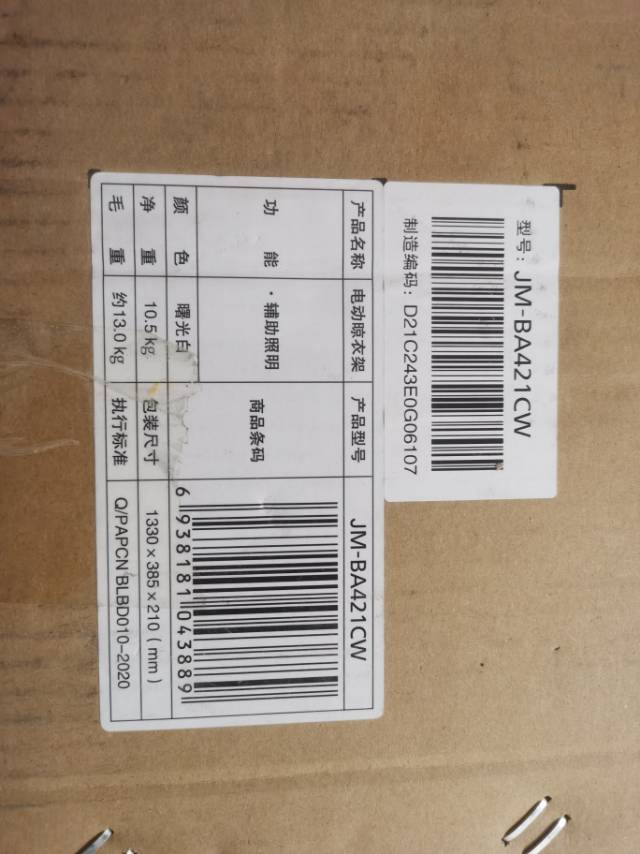 型号: JM-BA421CW
制造编码: D21C243E0G06107
产品名称 电动晾衣架 产品型号 JM-BA421CW
功 能 · 辅助照明 商品条码
颜 色 曙光白 6 938181 043889
净 重 10.5 kg 包装尺寸 1330×385×210(mm)
毛 重 约13.0 kg 执行标准 Q/PAPCN BLBD010-2020